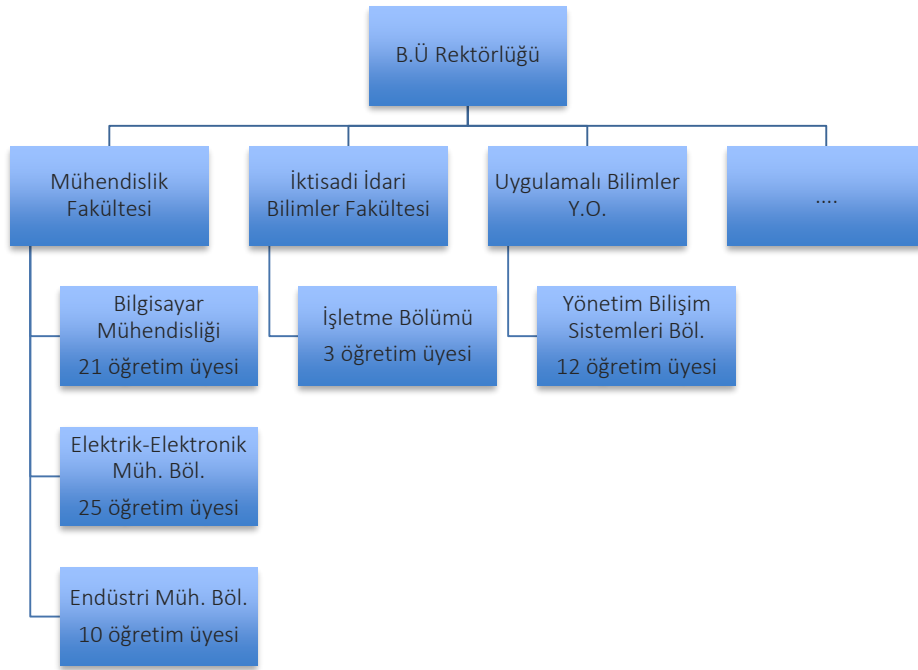 B.Ü Rektörlüğü
Mühendislik
Fakültesi
İktisadi İdari
Bilimler Fakültesi
Uygulamalı Bilimler
Y.O.
....
Bilgisayar
Mühendisliği
21 öğretim üyesi
İşletme Bölümü
3 öğretim üyesi
Yönetim Bilişim
Sistemleri Böl.
12 öğretim üyesi
Elektrik-Elektronik
Müh. Böl.
25 öğretim üyesi
Endüstri Müh. Böl.
10 öğretim üyesi